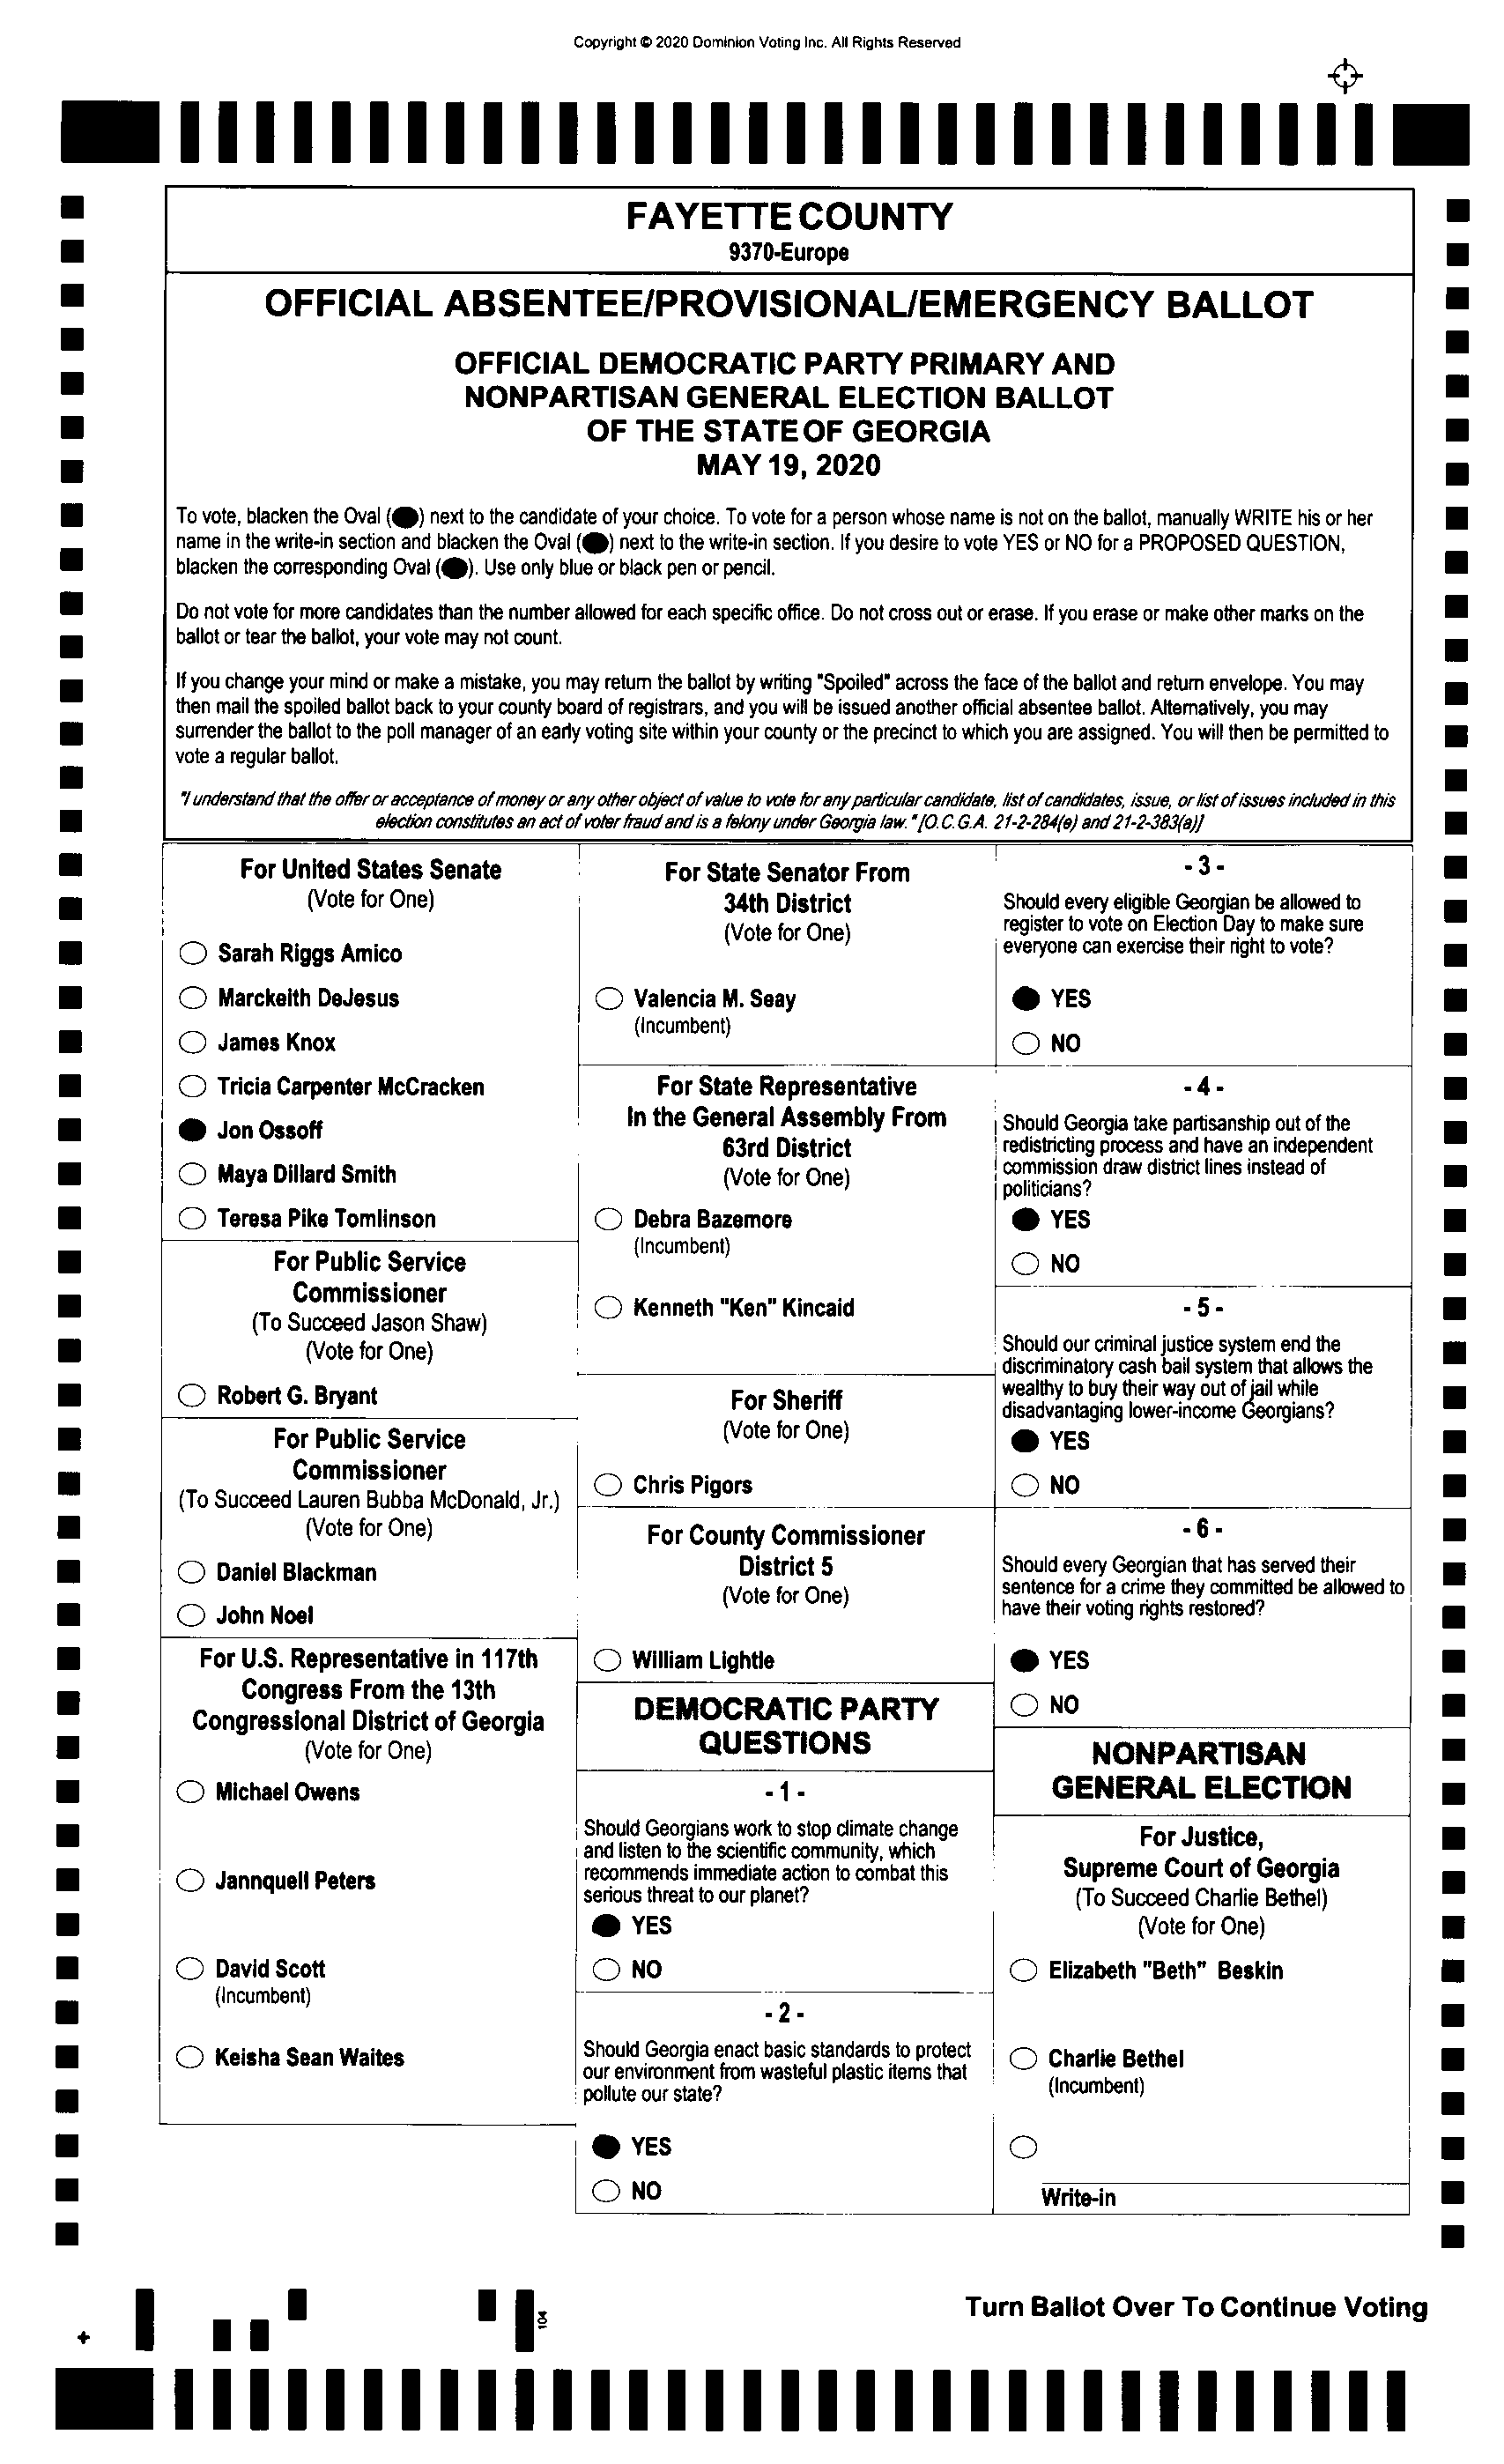 Copyright © 2020 Dominion Voting Inc. All Rights Reserved
FAYETTE COUNTY
9370-Europe
OFFICIAL ABSENTEE/PROVISIONAL/EMERGENCY BALLOT
OFFICIAL DEMOCRATIC PARTY PRIMARY AND
NONPARTISAN GENERAL ELECTION BALLOT
OF THE STATE OF GEORGIA
MAY 19, 2020
To vote, blacken the Oval (●) next to the candidate of your choice. To vote for a person whose name is not on the ballot, manually WRITE his or her
name in the write-in section and blacken the Oval (●) next to the write-in section. If you desire to vote YES or NO for a PROPOSED QUESTION,
blacken the corresponding Oval (●). Use only blue or black pen or pencil.
Do not vote for more candidates than the number allowed for each specific office. Do not cross out or erase. If you erase or make other marks on the
ballot or tear the ballot, your vote may not count.
If you change your mind or make a mistake, you may return the ballot by writing "Spoiled" across the face of the ballot and return envelope. You may
then mail the spoiled ballot back to your county board of registrars, and you will be issued another official absentee ballot. Alternatively, you may
surrender the ballot to the poll manager of an early voting site within your county or the precinct to which you are assigned. You will then be permitted to
vote a regular ballot.
"I understand that the offer or acceptance of money or any other object of value to vote for any particular candidate, list of candidates, issue, or list of issues included in this
election constitutes an act of voter fraud and is a felony under Georgia law." [O.C.G.A. 21-2-284(e) and 21-2-383(a)]
For United States Senate
(Vote for One)
Sarah Riggs Amico
Marckeith DeJesus
James Knox
Tricia Carpenter McCracken
Jon Ossoff
Maya Dillard Smith
Teresa Pike Tomlinson
For Public Service
Commissioner
(To Succeed Jason Shaw)
(Vote for One)
Robert G. Bryant
For Public Service
Commissioner
(To Succeed Lauren Bubba McDonald, Jr.)
(Vote for One)
Daniel Blackman
John Noel
For U.S. Representative in 117th
Congress From the 13th
Congressional District of Georgia
(Vote for One)
Michael Owens
Jannquell Peters
David Scott
(Incumbent)
Keisha Sean Waites
For State Senator From
34th District
(Vote for One)
Valencia M. Seay
(Incumbent)
For State Representative
In the General Assembly From
63rd District
(Vote for One)
Debra Bazemore
(Incumbent)
Kenneth "Ken" Kincaid
For Sheriff
(Vote for One)
Chris Pigors
For County Commissioner
District 5
(Vote for One)
William Lightle
DEMOCRATIC PARTY
QUESTIONS
- 1 -
Should Georgians work to stop climate change
and listen to the scientific community, which
recommends immediate action to combat this
serious threat to our planet?
YES
NO
- 2 -
Should Georgia enact basic standards to protect
our environment from wasteful plastic items that
pollute our state?
YES
NO
- 3 -
Should every eligible Georgian be allowed to
register to vote on Election Day to make sure
everyone can exercise their right to vote?
YES
NO
- 4 -
Should Georgia take partisanship out of the
redistricting process and have an independent
commission draw district lines instead of
politicians?
YES
NO
- 5 -
Should our criminal justice system end the
discriminatory cash bail system that allows the
wealthy to buy their way out of jail while
disadvantaging lower-income Georgians?
YES
NO
- 6 -
Should every Georgian that has served their
sentence for a crime they committed be allowed to
have their voting rights restored?
YES
NO
NONPARTISAN
GENERAL ELECTION
For Justice,
Supreme Court of Georgia
(To Succeed Charlie Bethel)
(Vote for One)
Elizabeth "Beth" Beskin
Charlie Bethel
(Incumbent)
Write-in
104
Turn Ballot Over To Continue Voting